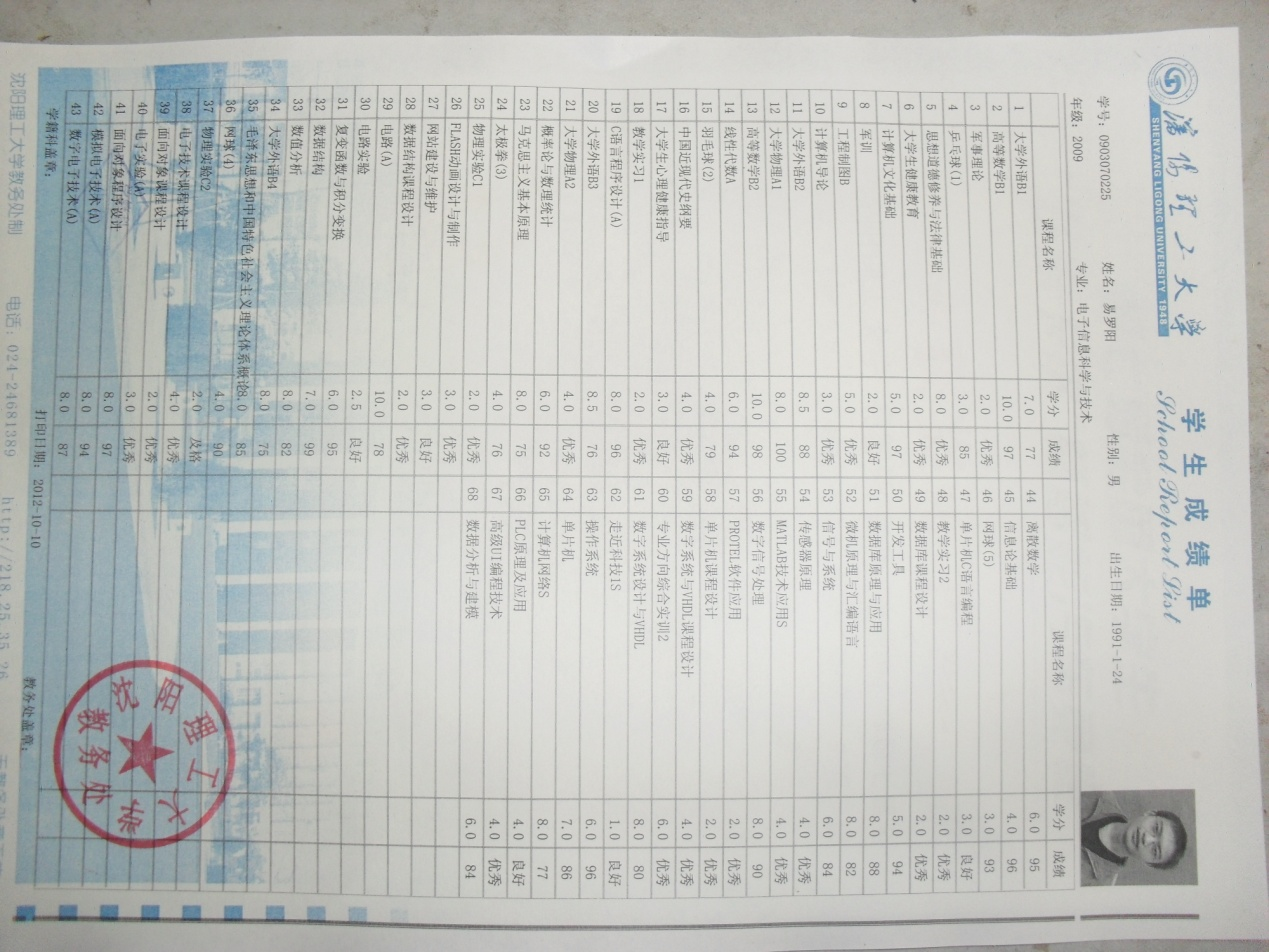 沈阳理工大学 学生成绩单
SHENYANG LIGONG UNIVERSITY 1948 School Report List
学号: 0903070225 姓名: 易罗阳 性别: 男 出生日期: 1991-1-24
年级: 2009 专业: 电子信息科学与技术
课程名称 学分 成绩 课程名称 学分 成绩
1 大学外语B1 7.0 77 44 离散数学 6.0 95
2 高等数学B1 10.0 97 45 信息论基础 4.0 96
3 军事理论 2.0 优秀 46 网球(5) 3.0 93
4 乒乓球(1) 3.0 85 47 单片机C语言编程 3.0 良好
5 思想道德修养与法律基础 8.0 优秀 48 教学实习2 2.0 优秀
6 大学生健康教育 2.0 优秀 49 数据库课程设计 2.0 优秀
7 计算机文化基础 5.0 97 50 开发工具 5.0 94
8 军训 2.0 良好 51 数据库原理与应用 8.0 88
9 工程制图B 5.0 77 52 微机原理与汇编语言 8.0 82
10 计算机导论 3.0 优秀 53 信号与系统 6.0 84
11 大学外语B2 8.5 88 54 传感器原理 4.0 优秀
12 大学物理A1 8.0 100 55 MATLAB技术应用S 4.0 优秀
13 高等数学B2 10.0 98 56 数字信号处理 8.0 90
14 线性代数A 6.0 94 57 PROTEL软件应用 2.0 优秀
15 羽毛球(2) 4.0 79 58 单片机课程设计 2.0 优秀
16 中国近现代史纲要 4.0 优秀 59 数字系统与VHDL课程设计 4.0 优秀
17 大学生心理健康指导 3.0 良好 60 专业方向综合实训2 6.0 优秀
18 教学实习1 2.0 优秀 61 数字系统设计与VHDL 8.0 80
19 C语言程序设计(A) 8.0 96 62 走近科技1S 1.0 良好
20 大学外语B3 8.5 76 63 操作系统 6.0 96
21 大学物理A2 4.0 优秀 64 单片机 7.0 86
22 概率论与数理统计 6.0 92 65 计算机网络S 8.0 77
23 马克思主义基本原理 8.0 75 66 PLC原理及应用 4.0 良好
24 太极拳(3) 4.0 76 67 高级UI编程技术 4.0 优秀
25 物理实验C1 2.0 优秀 68 数据分析与建模 6.0 84
26 FLASH动画设计与制作 3.0 优秀
27 网站建设与维护 3.0 良好
28 数据结构课程设计 2.0 优秀
29 电路(A) 10.0 78
30 电路实验 2.5 良好
31 复变函数与积分变换 6.0 95
32 数据结构 7.0 99
33 数值分析 8.0 82
34 大学外语B4 8.0 75
35 毛泽东思想和中国特色社会主义理论体系概论 8.0 85
36 网球(4) 4.0 90
37 物理实验C2 2.0 及格
38 电子技术课程设计 4.0 优秀
39 面向对象课程设计 2.0 优秀
40 电子实验(A) 3.0 优秀
41 面向对象程序设计 8.0 97
42 模拟电子技术(A) 8.0 94
43 数字电子技术(A) 8.0 87
学籍科盖章: 打印日期: 2012-10-10 教务处盖章:
沈阳理工大学
教务处
沈阳理工大学教务处制 电话: 024-24681389 http://218.25.35.26